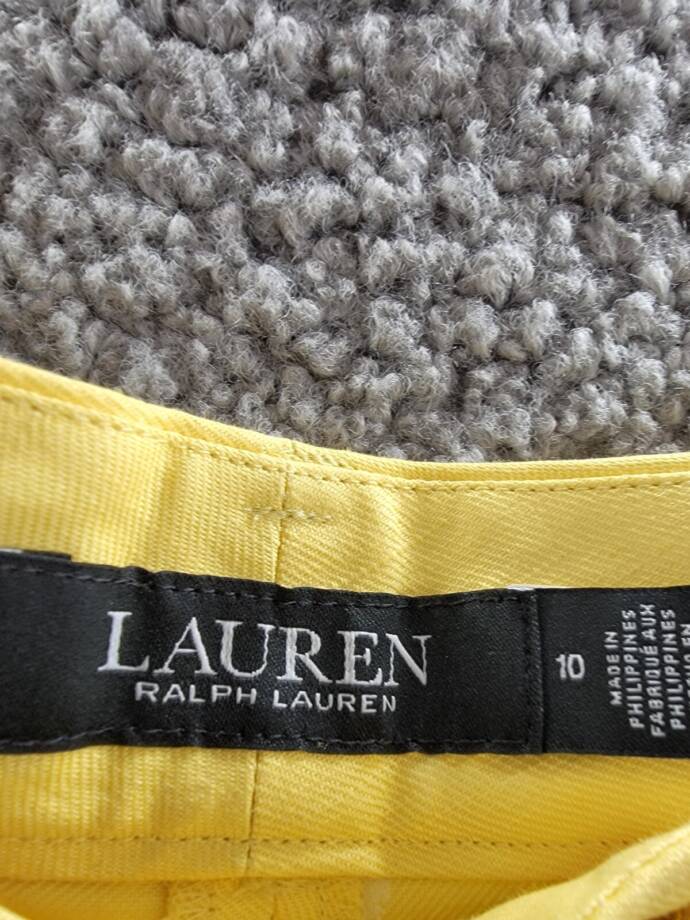 LAUREN
RALPH LAUREN
10
MADE IN
PHILIPPINES
FABRIQUÉ AUX
PHILIPPINES